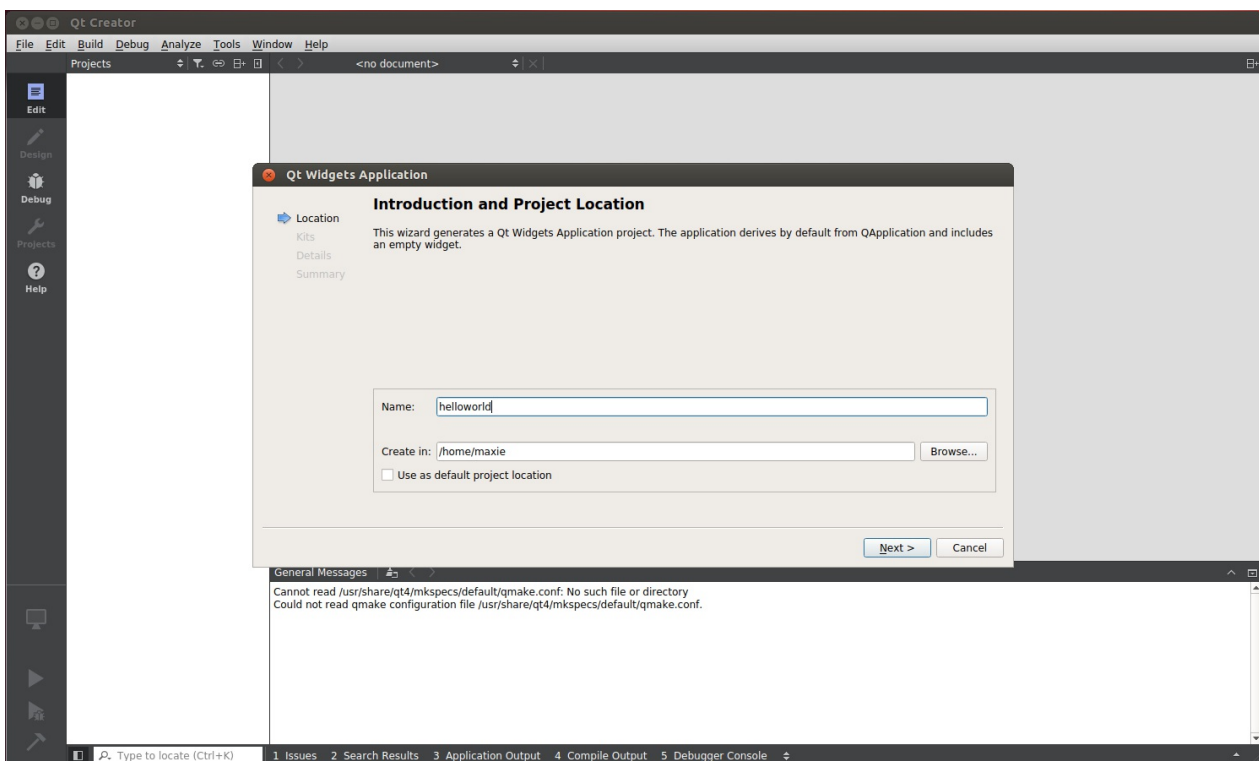 Qt Creator
File Edit Build Debug Analyze Tools Window Help
Projects <no document>
Edit
Design
Debug
Projects
Help
Qt Widgets Application
Location
Kits
Details
Summary
Introduction and Project Location
This wizard generates a Qt Widgets Application project. The application derives by default from QApplication and includes
an empty widget.
Name: helloworld
Create in: /home/maxie Browse...
Use as default project location
Next > Cancel
General Messages
Cannot read /usr/share/qt4/mkspecs/default/qmake.conf: No such file or directory
Could not read qmake configuration file /usr/share/qt4/mkspecs/default/qmake.conf.
Type to locate (Ctrl+K) 1 Issues 2 Search Results 3 Application Output 4 Compile Output 5 Debugger Console